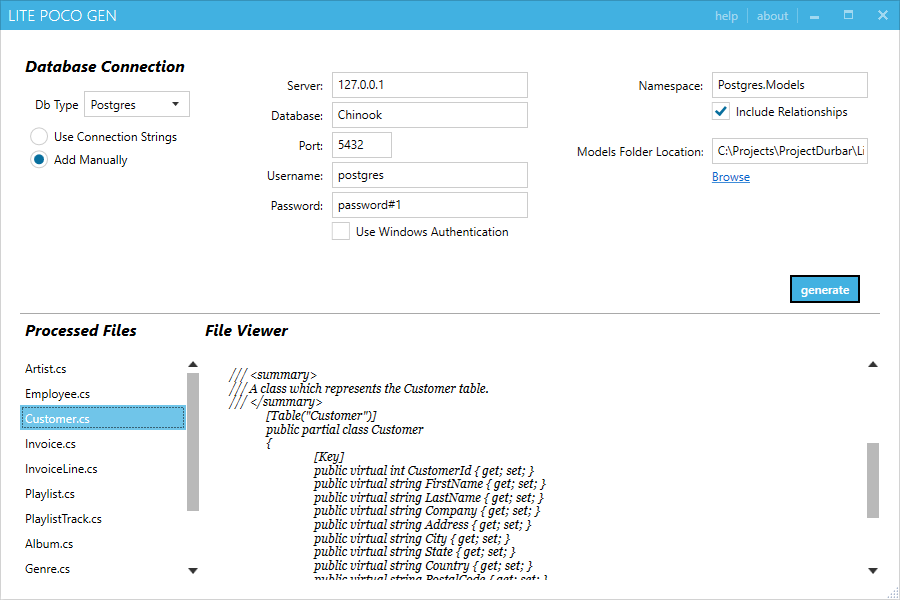 LITE POCO GEN
help
about
Database Connection
Db Type
Postgres
Use Connection Strings
Add Manually
Server:
127.0.0.1
Database:
Chinook
Port:
5432
Username:
postgres
Password:
password#1
Use Windows Authentication
Namespace:
Postgres.Models
Include Relationships
Models Folder Location:
C:\Projects\ProjectDurbar\Li
Browse
generate
Processed Files
Artist.cs
Employee.cs
Customer.cs
Invoice.cs
InvoiceLine.cs
Playlist.cs
PlaylistTrack.cs
Album.cs
Genre.cs
File Viewer
/// <summary>
/// A class which represents the Customer table.
/// </summary>
[Table("Customer")]
public partial class Customer
{
[Key]
public virtual int CustomerId { get; set; }
public virtual string FirstName { get; set; }
public virtual string LastName { get; set; }
public virtual string Company { get; set; }
public virtual string Address { get; set; }
public virtual string City { get; set; }
public virtual string State { get; set; }
public virtual string Country { get; set; }
public virtual string PostalCode { get; set; }